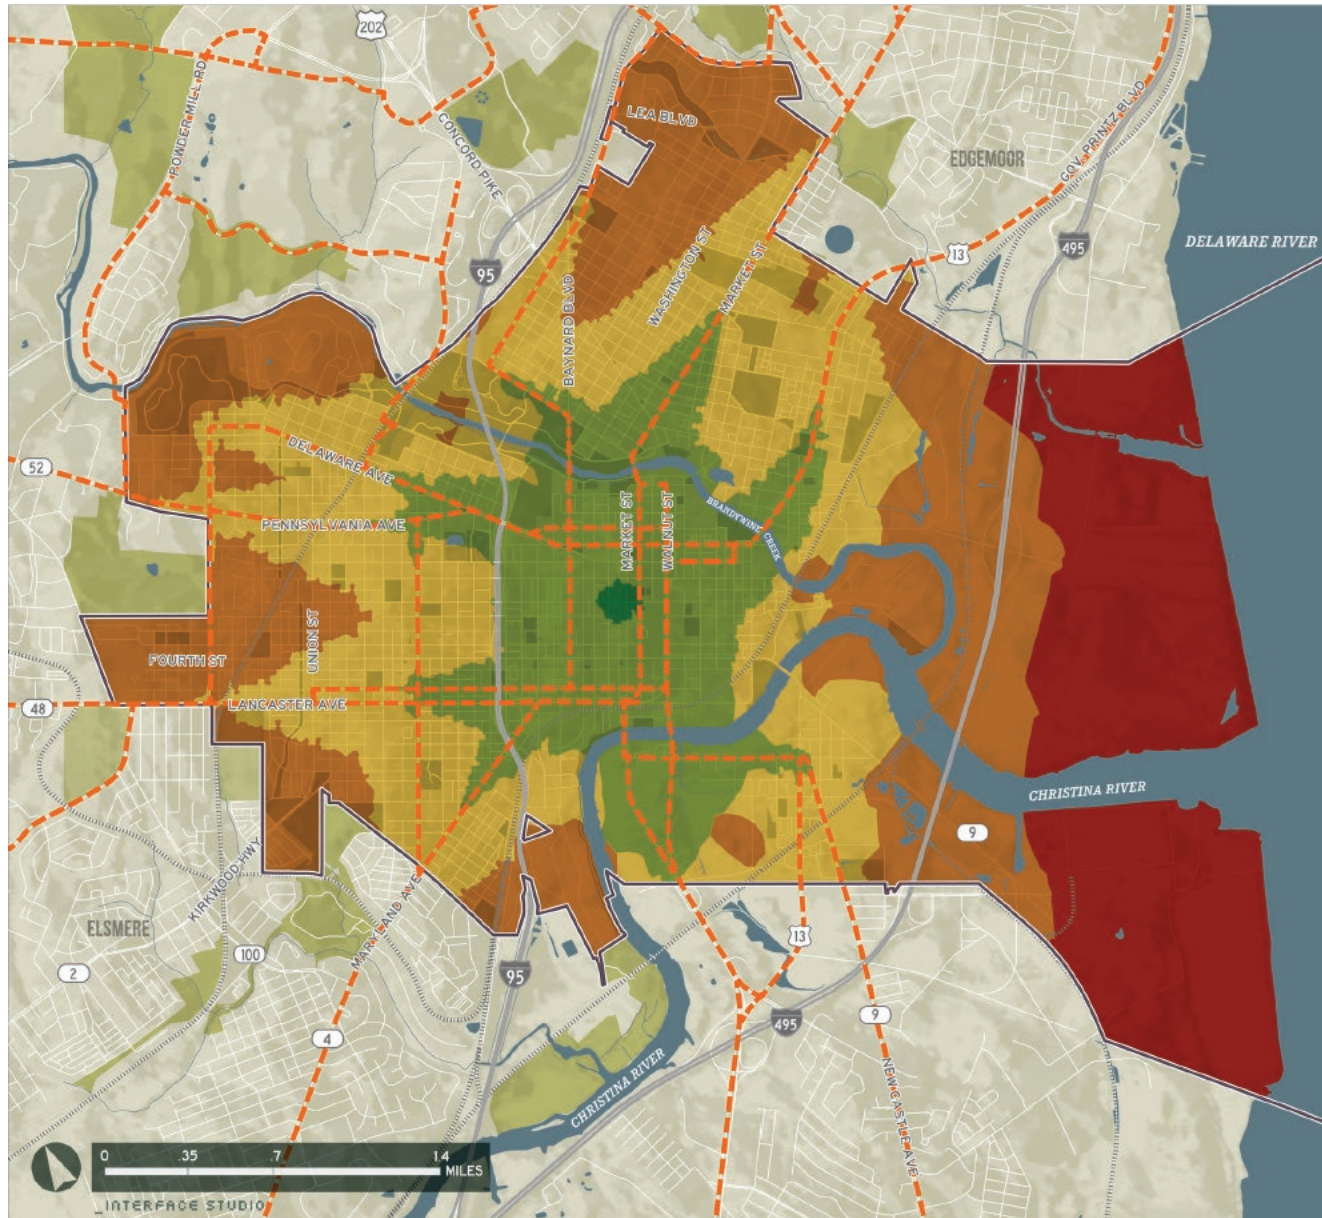 202
POWDER MILL RD
CONCORD PIKE
LEA BLVD
EDGEMOOR
GOV. PRINTZ BLVD
495
13
DELAWARE RIVER
95
BAYNARD BLVD
WASHINGTON ST
MARKET ST
52
DELAWARE AVE
PENNSYLVANIA AVE
MARKET ST
WALNUT ST
BRANDYWINE
CREEK
UNION ST
FOURTH ST
LANCASTER AVE
48
CHRISTINA RIVER
9
KIRKWOOD HWY
MARYLAND AVE
ELSMERE
100
2
95
13
495
9
4
CHRISTINA RIVER
NEW CASTLE AVE
0 .35 .7 1.4
MILES
_INTERFACE STUDIO